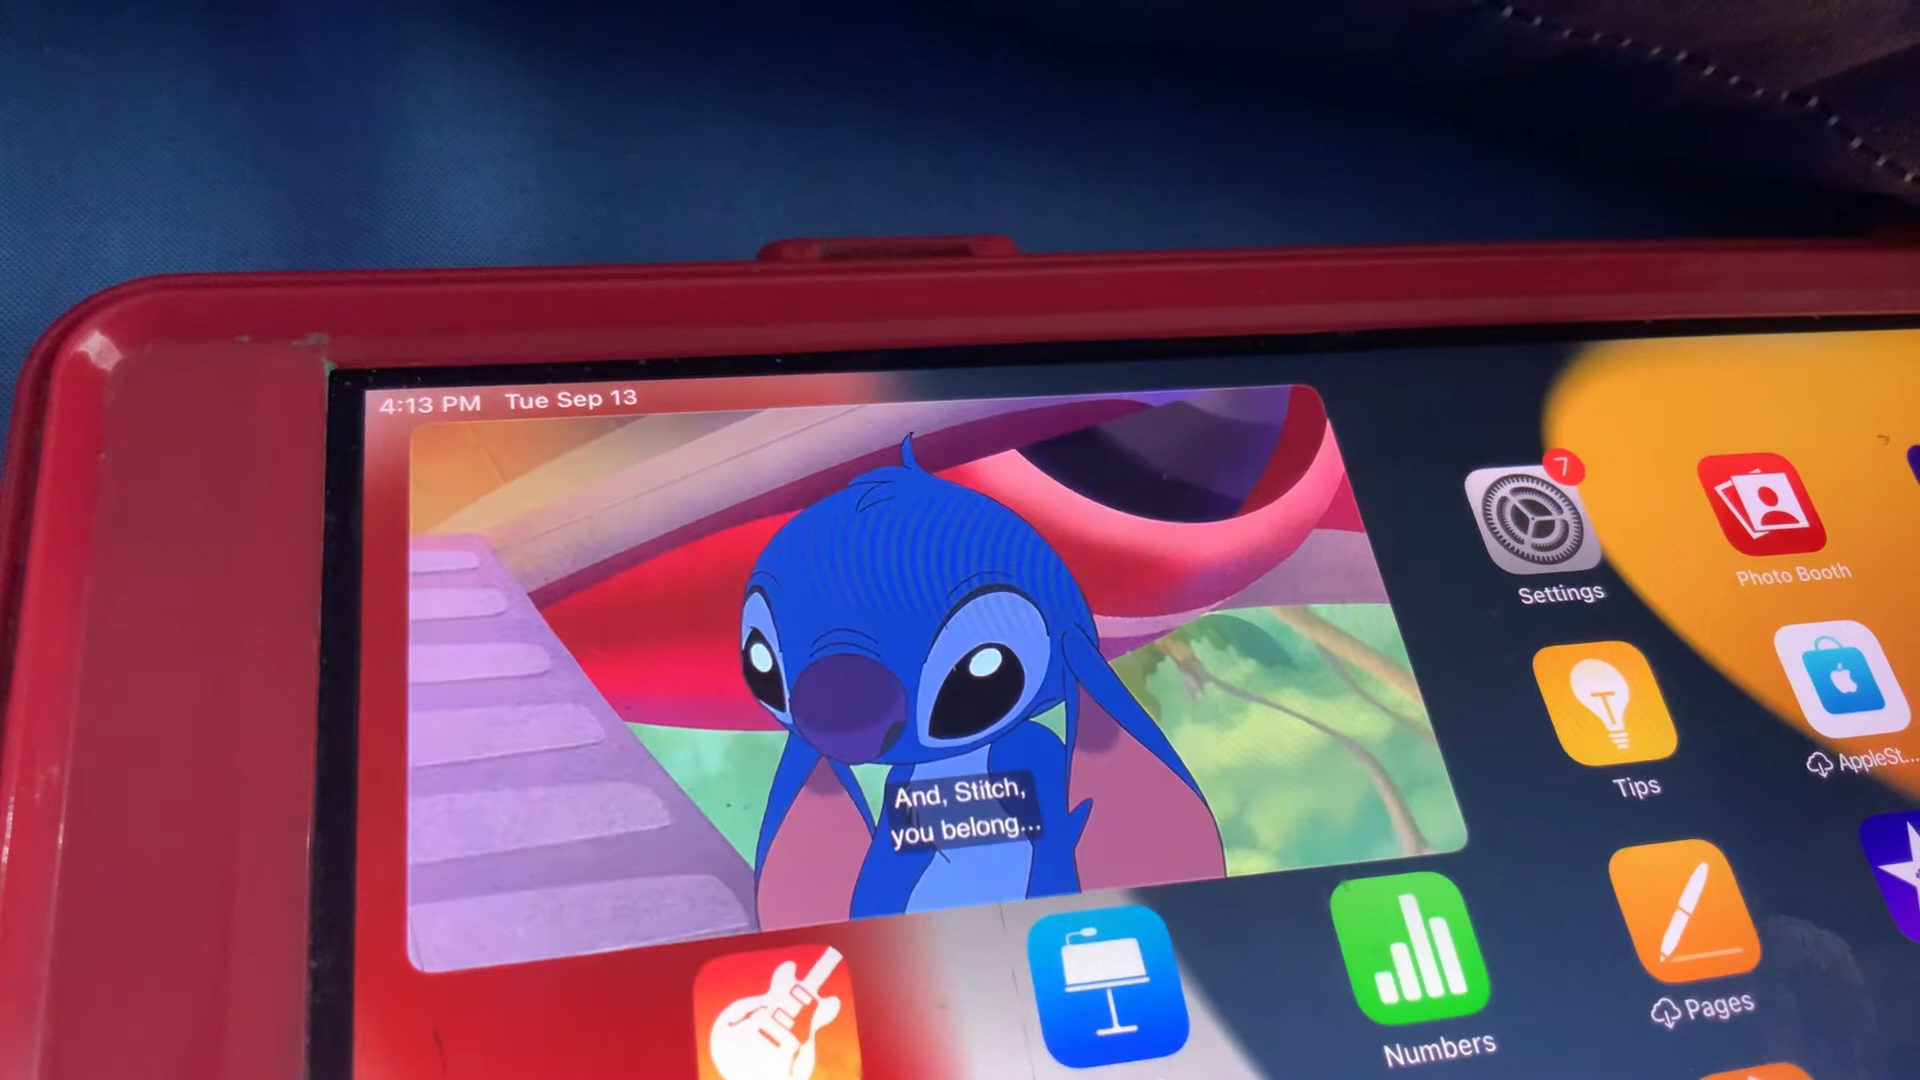 4:13 PM Tue Sep 13
And, Stitch,
you belong...
7
Settings
Photo Booth
Tips
AppleSt...
Numbers
Pages